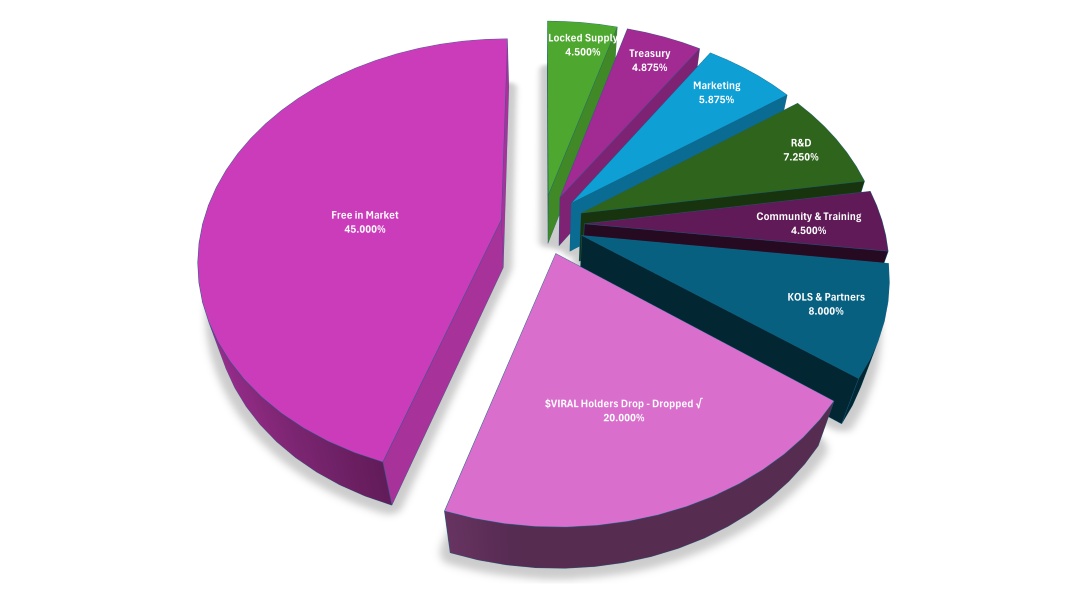 Locked Supply
4.500%
Treasury
4.875%
Marketing
5.875%
R&D
7.250%
Community & Training
4.500%
KOLS & Partners
8.000%
$VIRAL Holders Drop - Dropped √
20.000%
Free in Market
45.000%